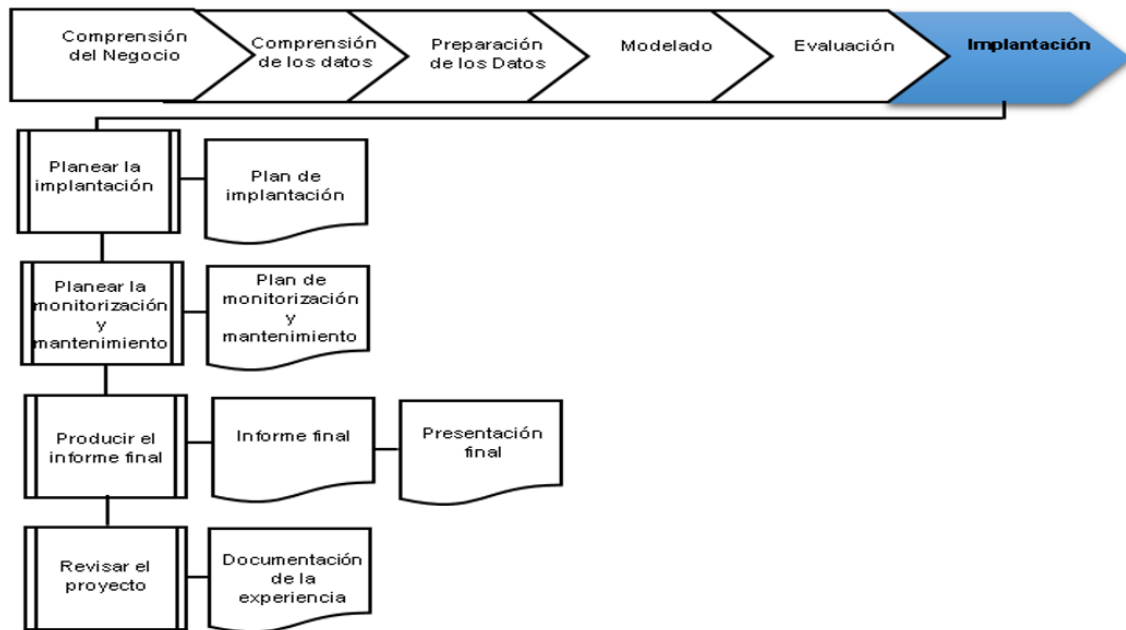 Comprensión
del Negocio
Comprensión
de los datos
Preparación
de los Datos
Modelado
Evaluación
Implantación
Planear la
implantación
Plan de
implantación
Planear la
monitorización
y
mantenimiento
Plan de
monitorización
y
mantenimiento
Producir el
informe final
Informe final
Presentación
final
Revisar el
proyecto
Documentación
de la
experiencia